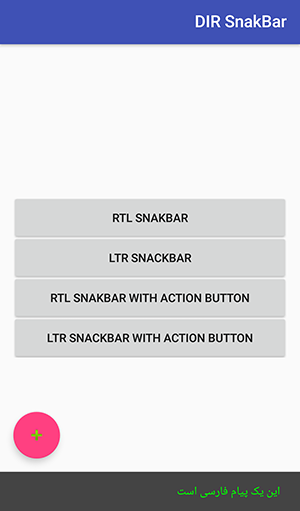 DIR SnakBar
RTL SNAKBAR
LTR SNACKBAR
RTL SNAKBAR WITH ACTION BUTTON
LTR SNACKBAR WITH ACTION BUTTON
+
این یک پیام فارسی است